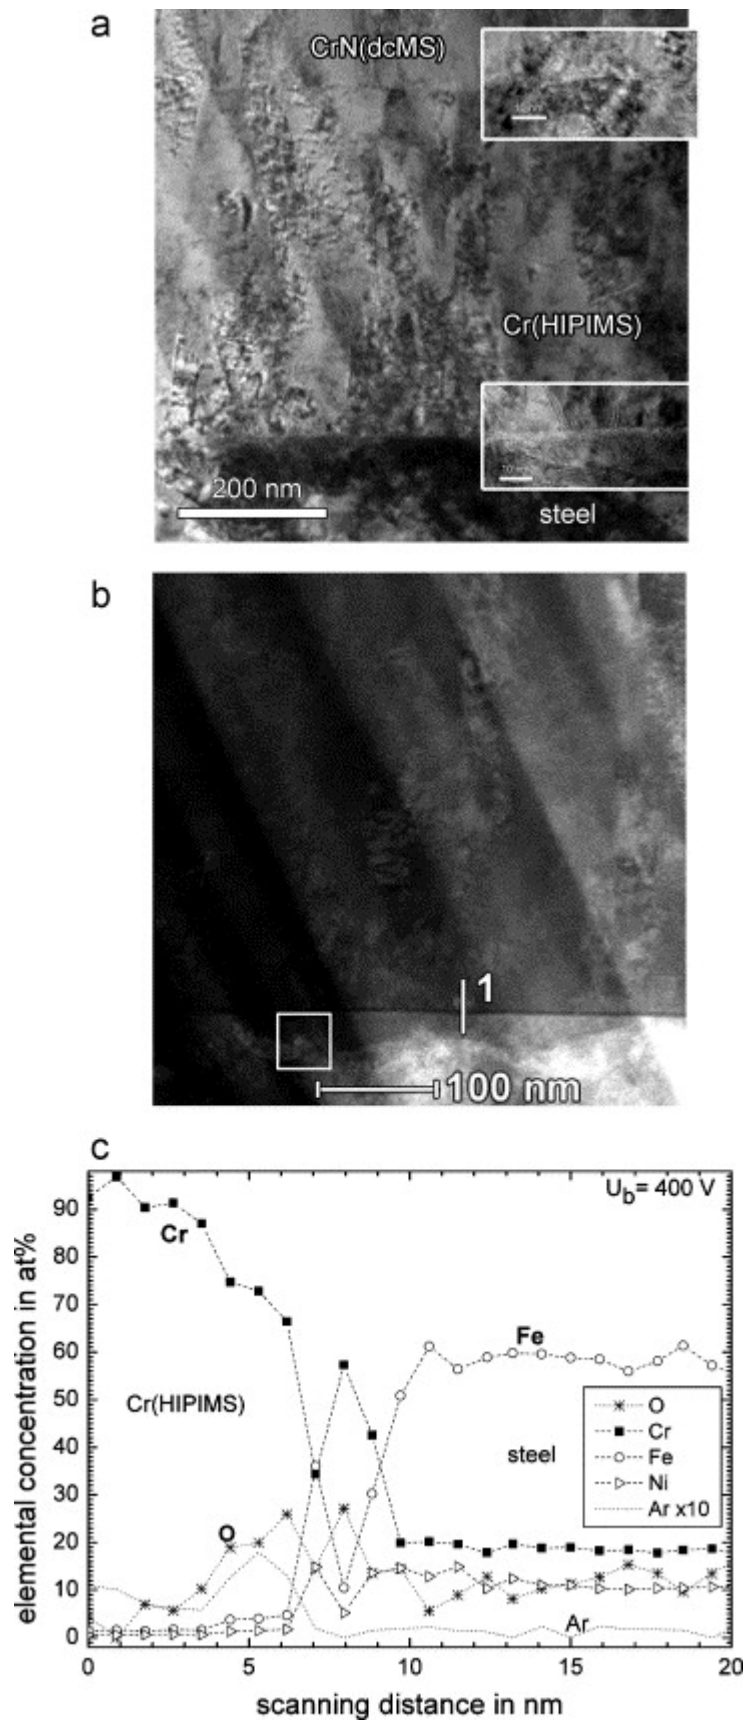 a
CrN(dcMS)
Cr(HIPIMS)
200 nm
steel
b
1
100 nm
c
U_b= 400 V
90
80
70
60
50
40
30
20
10
0
elemental concentration in at%
Cr
Fe
Cr(HIPIMS)
steel
O
O
Cr
Fe
Ni
Ar x10
Ar
0 5 10 15 20
scanning distance in nm